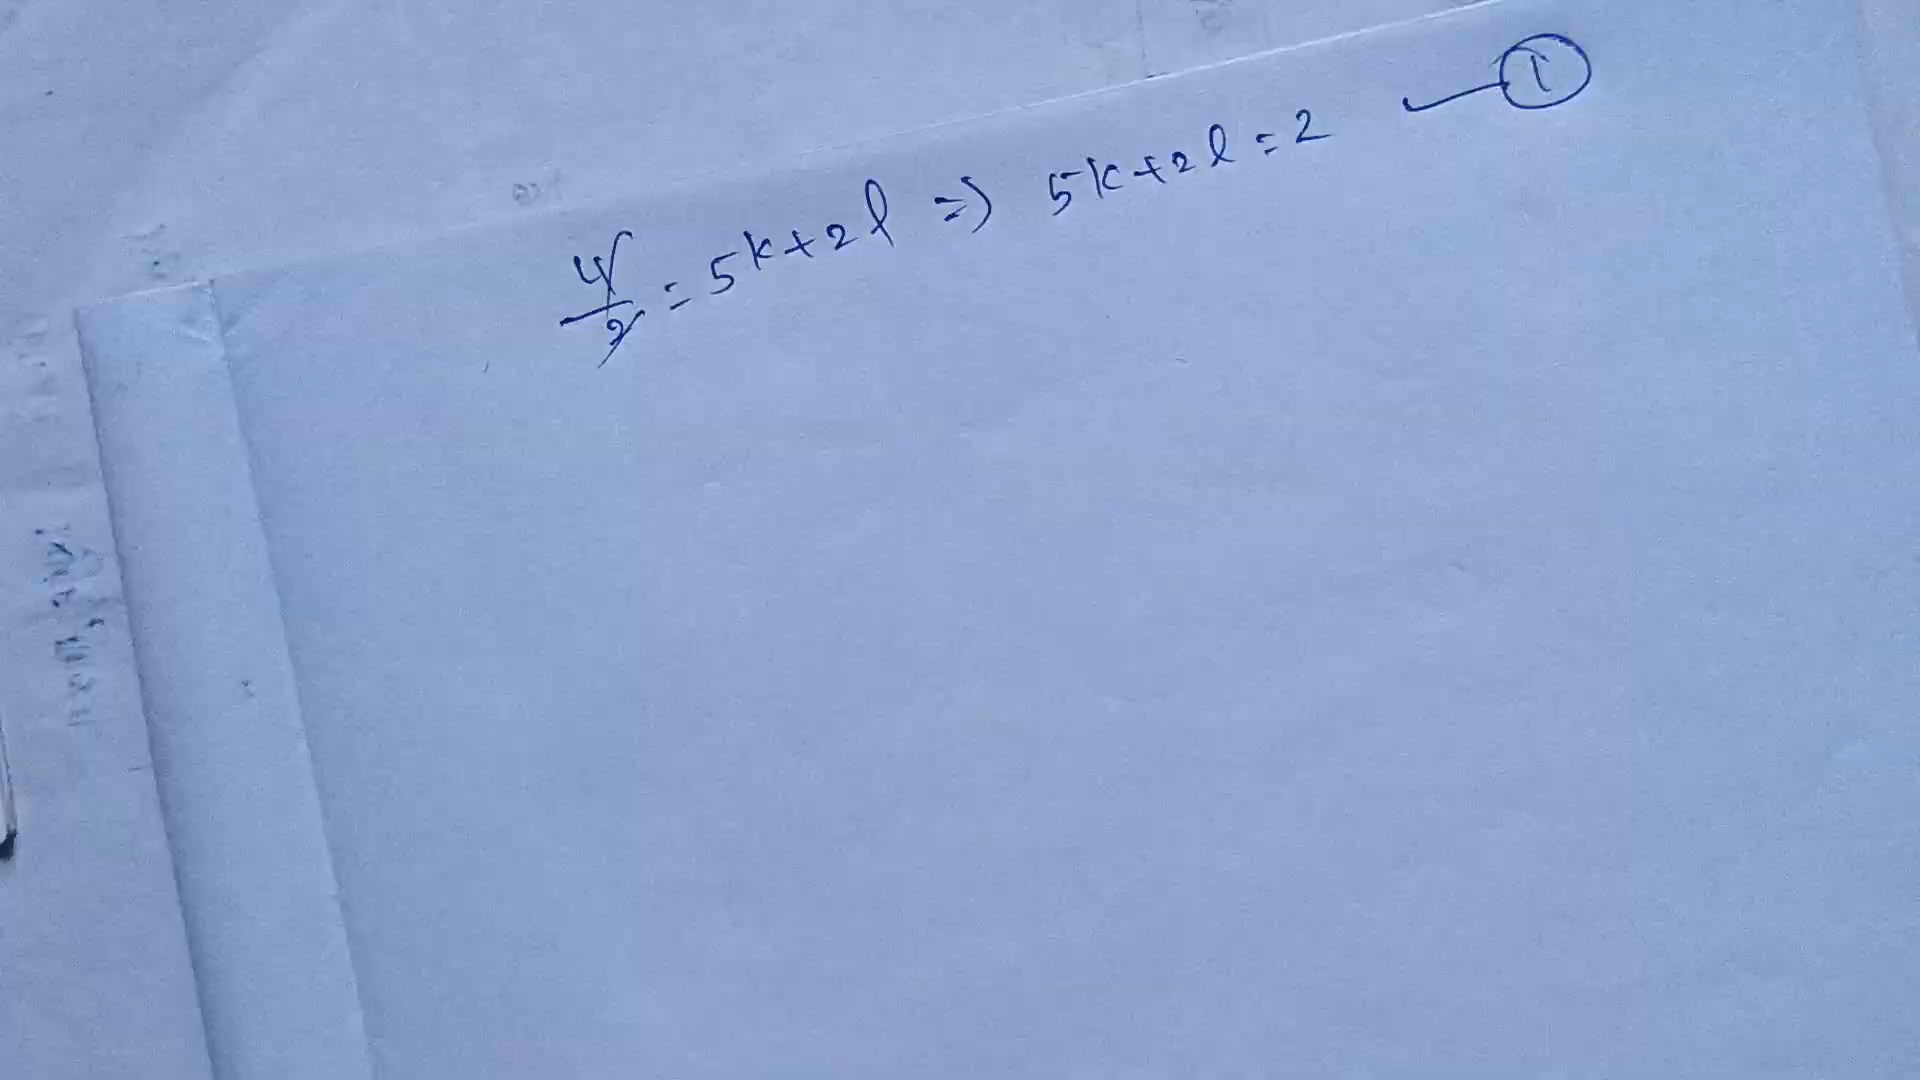 4/2 = 5k+2l => 5k+2l = 2 — ①